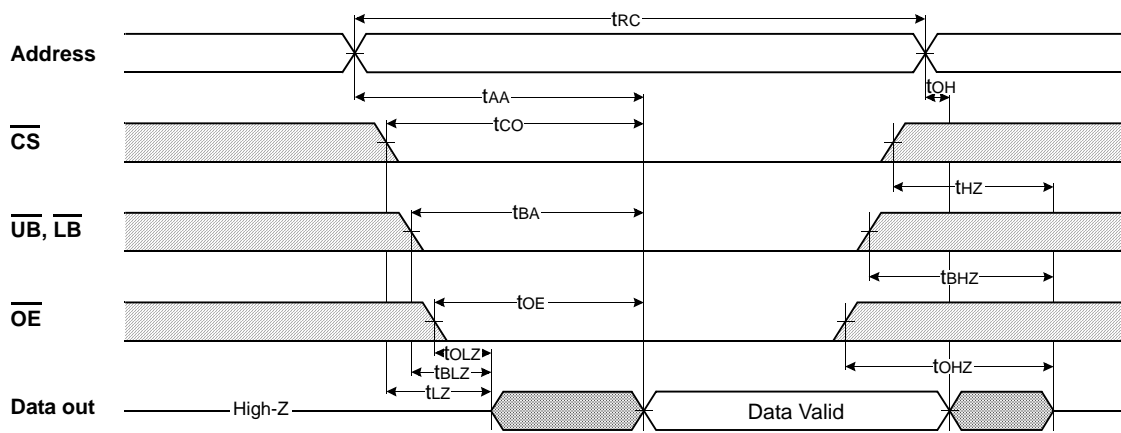 tRC
Address
tAA
tOH
tCO
CS
tHZ
tBA
UB, LB
tBHZ
tOE
OE
tOLZ
tBLZ
tOHZ
tLZ
Data out
High-Z
Data Valid